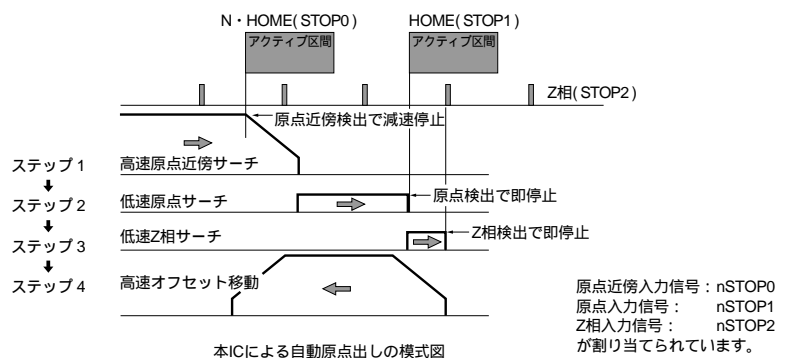 N・HOME(STOP0)
HOME(STOP1)
アクティブ区間
アクティブ区間
Z相(STOP2)
原点近傍検出で減速停止
ステップ1
高速原点近傍サーチ
ステップ2
低速原点サーチ
原点検出で即停止
ステップ3
低速Z相サーチ
Z相検出で即停止
ステップ4
高速オフセット移動
原点近傍入力信号：nSTOP0
原点入力信号： nSTOP1
Z相入力信号： nSTOP2
が割り当てられています。
本ICによる自動原点出しの模式図